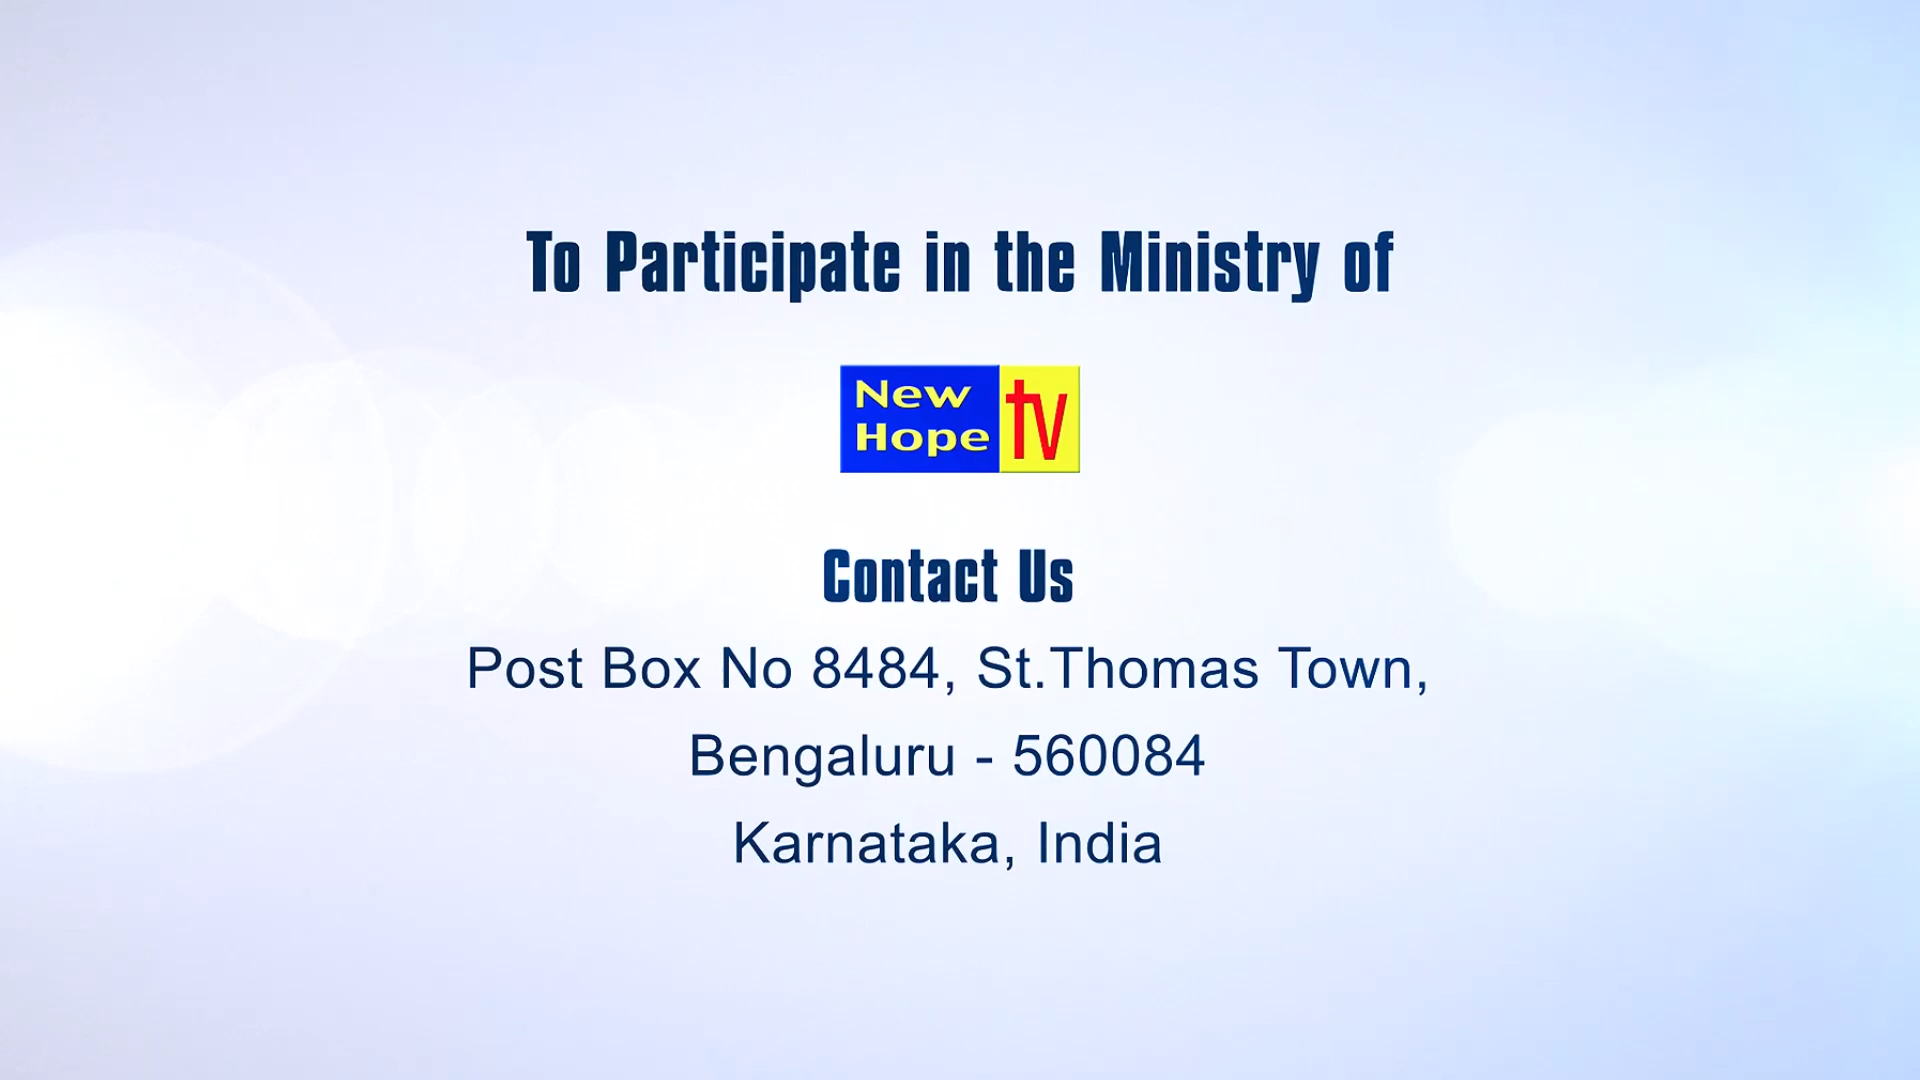 To Participate in the Ministry of
New
Hope
tv
Contact Us
Post Box No 8484, St.Thomas Town,
Bengaluru - 560084
Karnataka, India